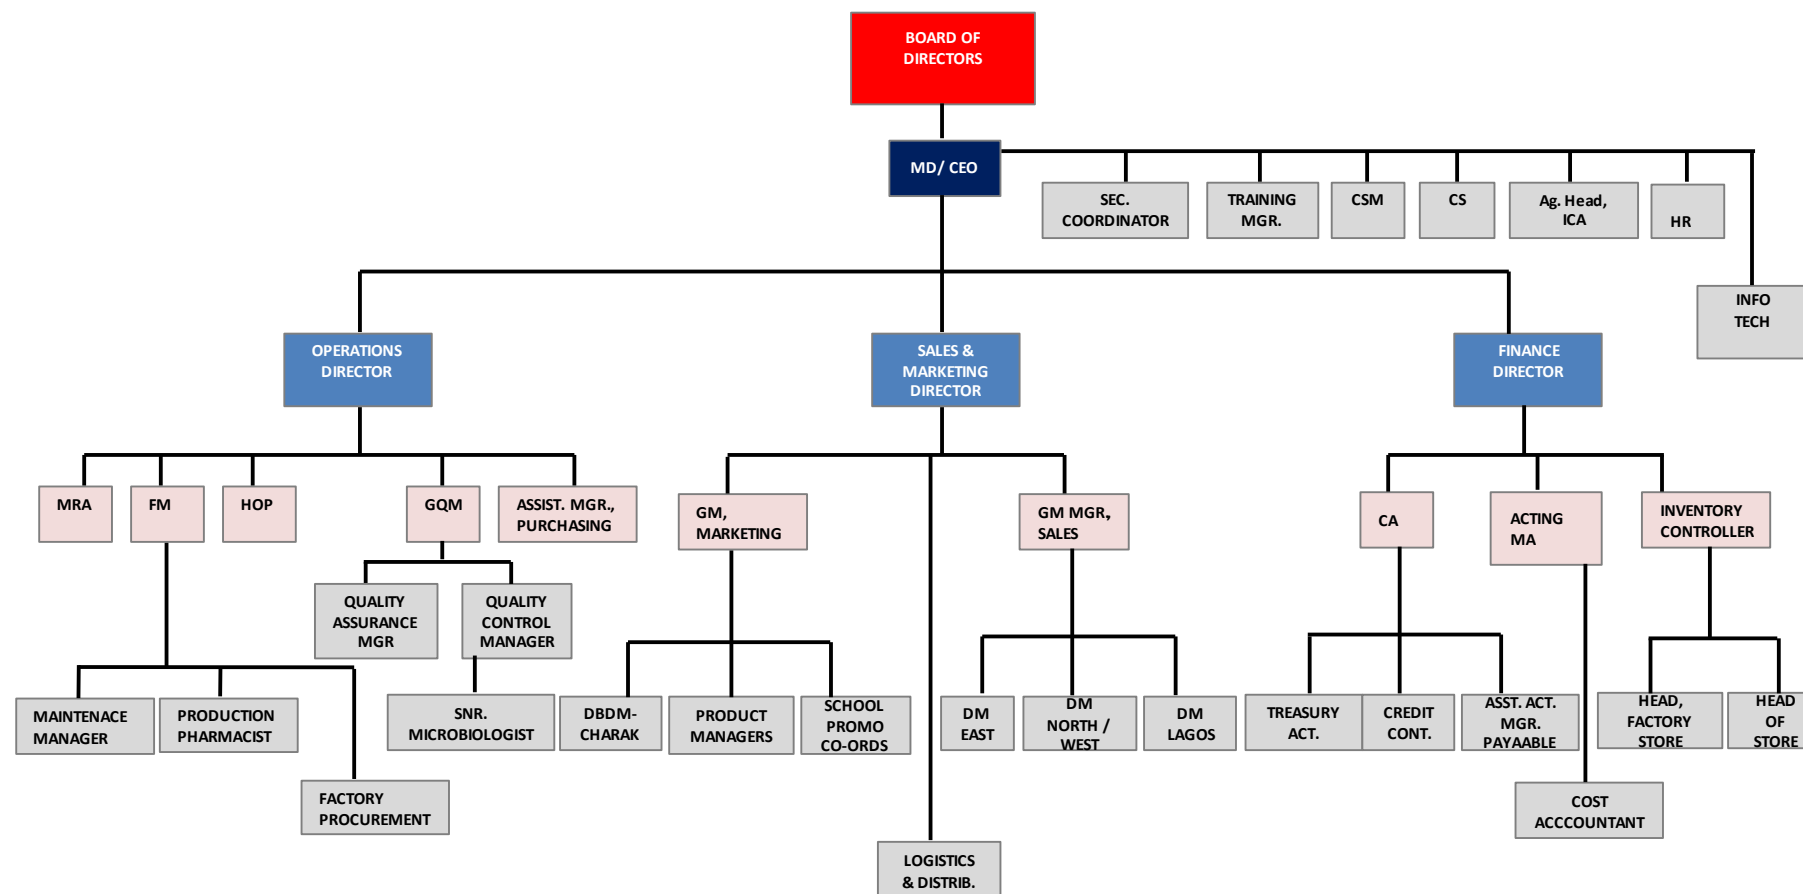 BOARD OF
DIRECTORS
MD/ CEO
SEC.
COORDINATOR
TRAINING
MGR.
CSM
CS
Ag. Head,
ICA
HR
INFO
TECH
OPERATIONS
DIRECTOR
SALES &
MARKETING
DIRECTOR
FINANCE
DIRECTOR
MRA
FM
HOP
GQM
ASSIST. MGR.,
PURCHASING
GM,
MARKETING
GM MGR,
SALES
CA
ACTING
MA
INVENTORY
CONTROLLER
QUALITY
ASSURANCE
MGR
QUALITY
CONTROL
MANAGER
MAINTENACE
MANAGER
PRODUCTION
PHARMACIST
SNR.
MICROBIOLOGIST
DBDM-
CHARAK
PRODUCT
MANAGERS
SCHOOL
PROMO
CO-ORDS
DM
EAST
DM
NORTH /
WEST
DM
LAGOS
TREASURY
ACT.
CREDIT
CONT.
ASST. ACT.
MGR.
PAYAABLE
HEAD,
FACTORY
STORE
HEAD
OF
STORE
FACTORY
PROCUREMENT
COST
ACCCOUNTANT
LOGISTICS
& DISTRIB.